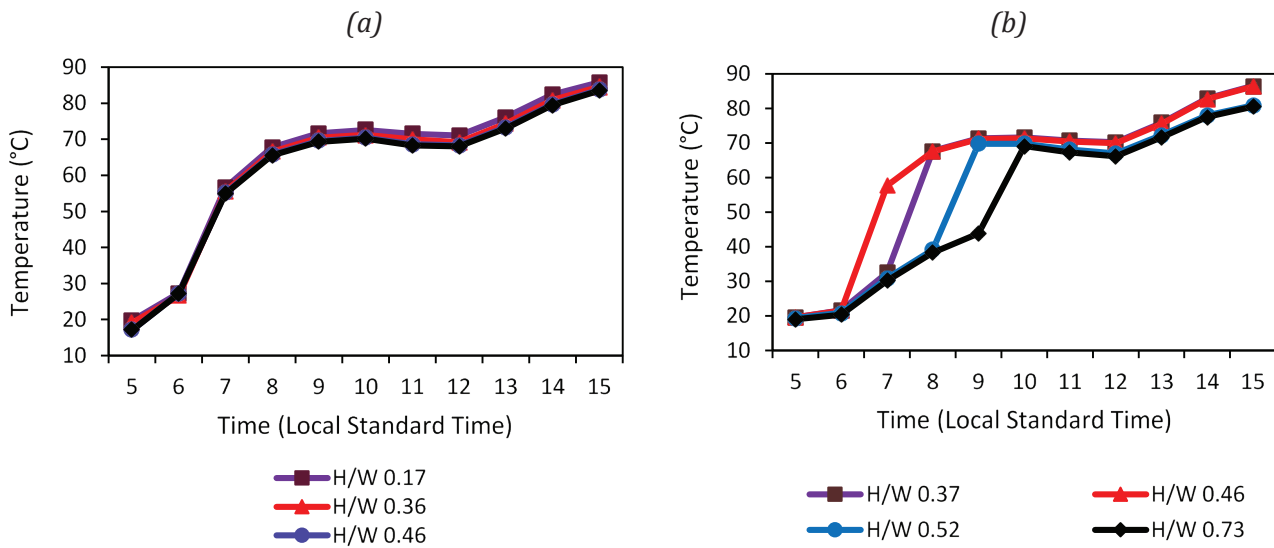 (a)
90
80
70
60
50
40
30
20
10
Temperature (°C)
5 6 7 8 9 10 11 12 13 14 15
Time (Local Standard Time)
H/W 0.17
H/W 0.36
H/W 0.46
(b)
90
80
70
60
50
40
30
20
10
Temperature (°C)
5 6 7 8 9 10 11 12 13 14 15
Time (Local Standard Time)
H/W 0.37 H/W 0.46
H/W 0.52 H/W 0.73